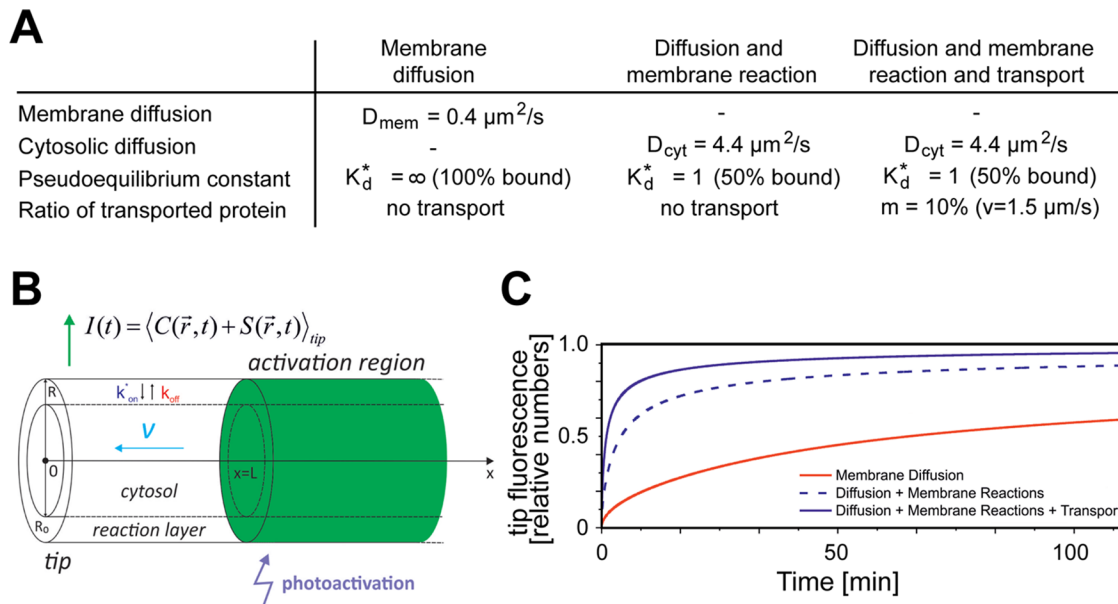 A
Membrane diffusion
Diffusion and membrane reaction
Diffusion and membrane reaction and transport
Membrane diffusion
D_mem = 0.4 µm²/s
-
-
Cytosolic diffusion
-
D_cyt = 4.4 µm²/s
D_cyt = 4.4 µm²/s
Pseudoequilibrium constant
K*_d = ∞ (100% bound)
K*_d = 1 (50% bound)
K*_d = 1 (50% bound)
Ratio of transported protein
no transport
no transport
m = 10% (v=1.5 µm/s)
B
I(t) = ⟨C(r⃗,t) + S(r⃗,t)⟩_tip
activation region
R
k*_on ↓↑ k_off
v
0
x=L
x
cytosol
R₀
reaction layer
tip
photoactivation
C
tip fluorescence
[relative numbers]
1.0
0.5
0
Membrane Diffusion
Diffusion + Membrane Reactions
Diffusion + Membrane Reactions + Transpor
0
50
100
Time [min]